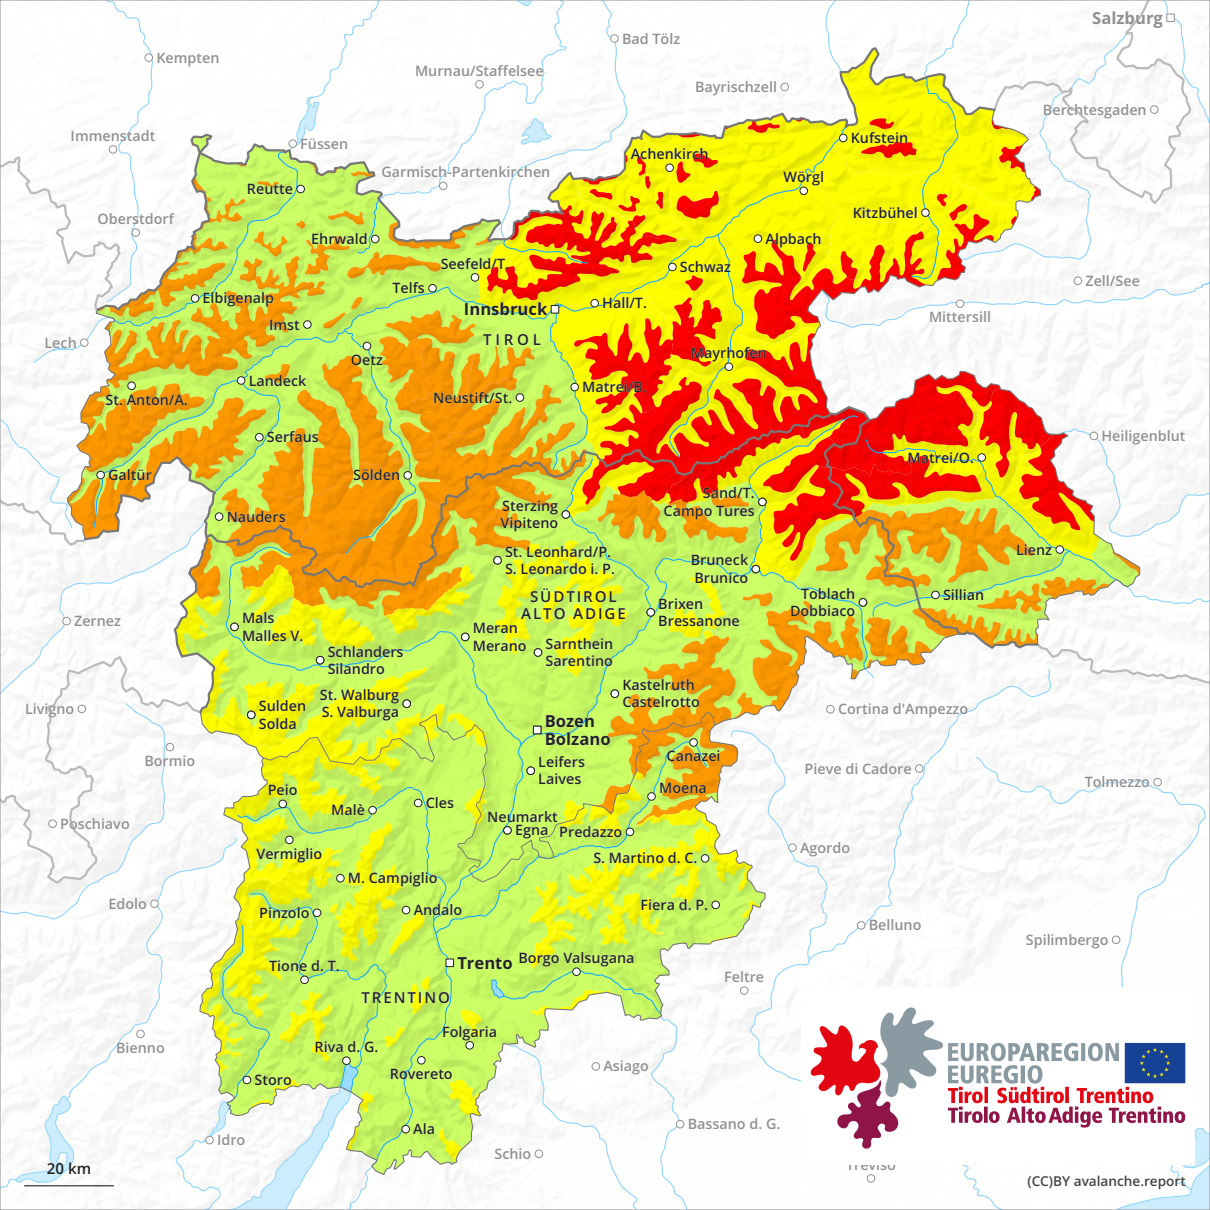 Salzburg
Bad Tölz
Kempten
Murnau/Staffelsee
Bayrischzell
Berchtesgaden
Immenstadt
Kufstein
Füssen
Achenkirch
Garmisch-Partenkirchen
Wörgl
Reutte
Oberstdorf
Kitzbühel
Ehrwald
Alpbach
Seefeld/T.
Schwaz
Zell/See
Telfs
Elbigenalp
Hall/T.
Innsbruck
Mittersill
Imst
TIROL
Lech
Mayrhofen
Oetz
Landeck
Matrei/B.
St. Anton/A.
Neustift/St.
Serfaus
Heiligenblut
Matrei/O.
Galtür
Sölden
Sand/T.
Campo Tures
Sterzing
Vipiteno
Nauders
Lienz
St. Leonhard/P.
S. Leonardo i. P.
Bruneck
Brunico
SÜDTIROL
ALTO ADIGE
Toblach
Dobbiaco
Sillian
Brixen
Bressanone
Mals
Malles V.
Zernez
Meran
Merano
Sarnthein
Sarentino
Schlanders
Silandro
Kastelruth
Castelrotto
St. Walburg
S. Valburga
Sulden
Solda
Livigno
Cortina d'Ampezzo
Bozen
Bolzano
Bormio
Canazei
Leifers
Laives
Pieve di Cadore
Tolmezzo
Peio
Moena
Malè
Cles
Neumarkt
Egna
Poschiavo
Predazzo
Vermiglio
Agordo
S. Martino d. C.
M. Campiglio
Edolo
Pinzolo
Andalo
Fiera d. P.
Belluno
Spilimbergo
Trento
Borgo Valsugana
Tione d. T.
Feltre
TRENTINO
Folgaria
Bienno
Riva d. G.
Asiago
Rovereto
Storo
EUROPAREGION
EUREGIO
Tirol Südtirol Trentino
Tirolo Alto Adige Trentino
Ala
Bassano d. G.
Idro
Schio
Treviso
20 km
(CC)BY avalanche.report